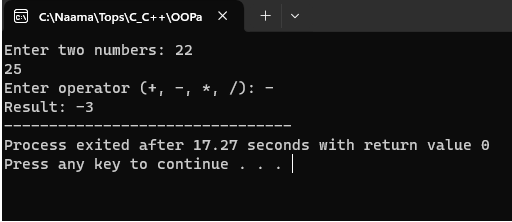 C:\Naama\Tops\C_C++\OOPa
Enter two numbers: 22
25
Enter operator (+, -, *, /): -
Result: -3
--------------------------------
Process exited after 17.27 seconds with return value 0
Press any key to continue . . .